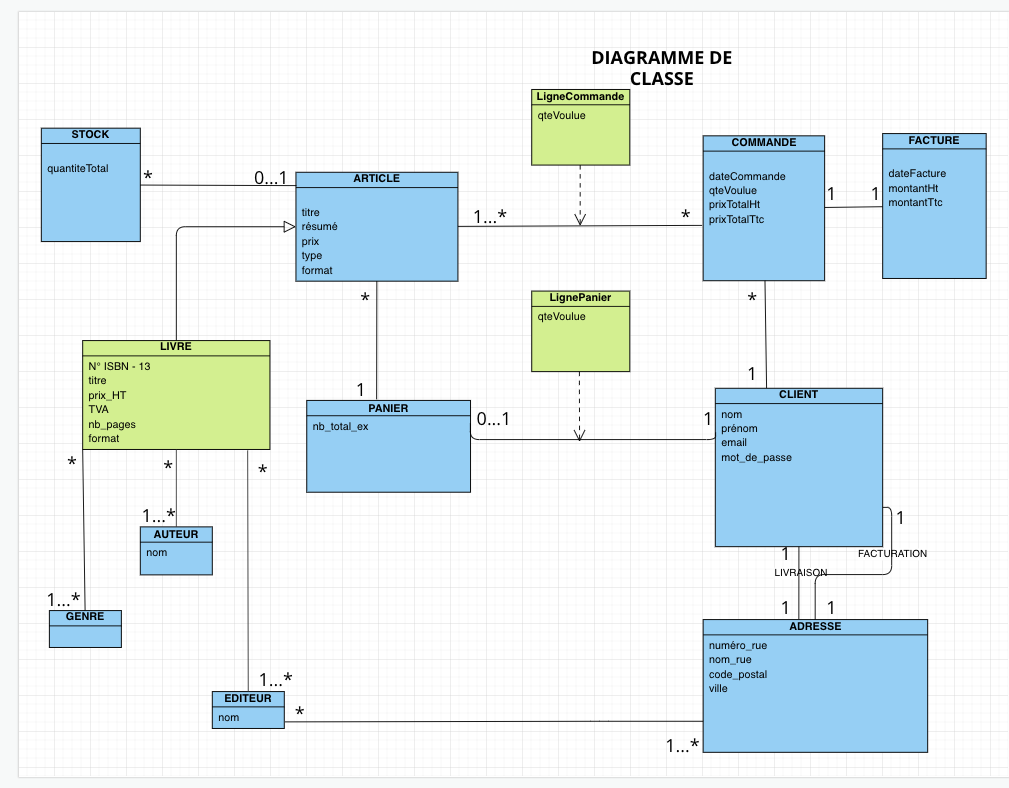 DIAGRAMME DE
CLASSE
LigneCommande
qteVoulue
STOCK
quantiteTotal
*
0...1
ARTICLE
titre
résumé
prix
type
format
1...*
*
COMMANDE
dateCommande
qteVoulue
prixTotalHt
prixTotalTtc
1
1
FACTURE
dateFacture
montantHt
montantTtc
*
1
*
1
LignePanier
qteVoulue
LIVRE
N° ISBN - 13
titre
prix_HT
TVA
nb_pages
format
PANIER
nb_total_ex
0...1
1
CLIENT
nom
prénom
email
mot_de_passe
*
*
*
1...*
AUTEUR
nom
1...*
GENRE
1
1
FACTURATION
LIVRAISON
1
1
ADRESSE
numéro_rue
nom_rue
code_postal
ville
1...*
EDITEUR
nom
*
1...*